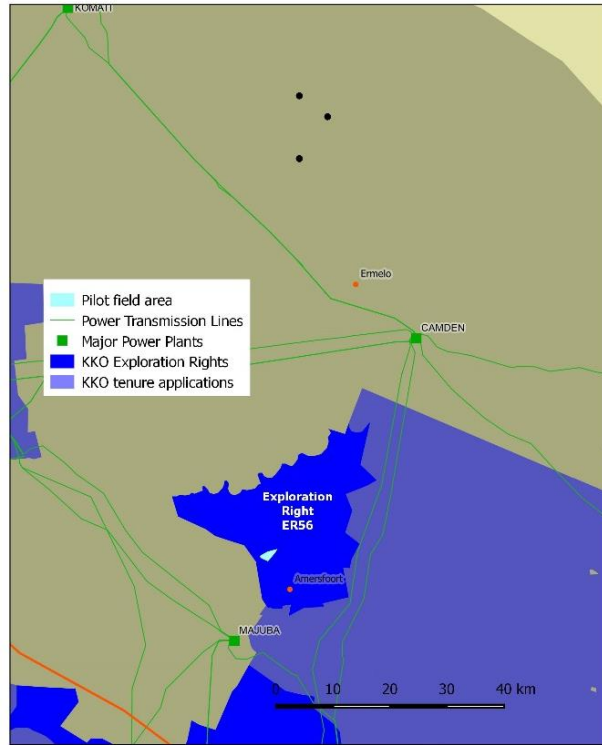 KOMATI
Ermelo
Pilot field area
Power Transmission Lines
Major Power Plants
KKO Exploration Rights
KKO tenure applications
CAMDEN
Exploration
Right
ER56
Amersfoort
MAJUBA
0 10 20 30 40 km